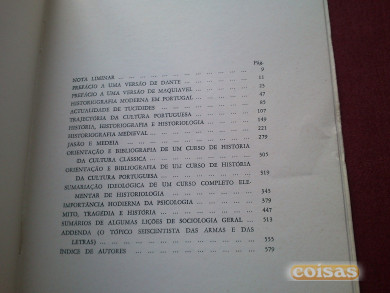 Pág.
NOTA LIMINAR ... 9
PREFÁCIO A UMA VERSÃO DE DANTE ... 11
PREFÁCIO A UMA VERSÃO DE MAQUIAVEL ... 25
HISTORIOGRAFIA MODERNA EM PORTUGAL ... 47
ACTUALIDADE DE TUCÍDIDES ... 85
TRAJECTÓRIA DA CULTURA PORTUGUESA ... 107
HISTÓRIA, HISTORIOGRAFIA E HISTORIOLOGIA ... 149
HISTORIOGRAFIA MEDIEVAL ... 221
JASÃO E MEDEIA ... 279
ORIENTAÇÃO E BIBLIOGRAFIA DE UM CURSO DE HISTÓRIA
DA CULTURA CLÁSSICA ... 303
ORIENTAÇÃO E BIBLIOGRAFIA DE UM CURSO DE HISTÓRIA
DA CULTURA PORTUGUESA ... 313
SUMARIAÇÃO IDEOLÓGICA DE UM CURSO COMPLETO ELE-
MENTAR DE HISTORIOLOGIA ... 345
IMPORTÂNCIA MODERNA DA PSICOLOGIA ... 379
MITO, TRAGÉDIA E HISTÓRIA ... 447
SUMÁRIOS DE ALGUMAS LIÇÕES DE SOCIOLOGIA GERAL ... 513
ADDENDA (O TÓPICO SEISCENTISTA DAS ARMAS E DAS
LETRAS) ... 555
ÍNDICE DE AUTORES ... 579
coisas